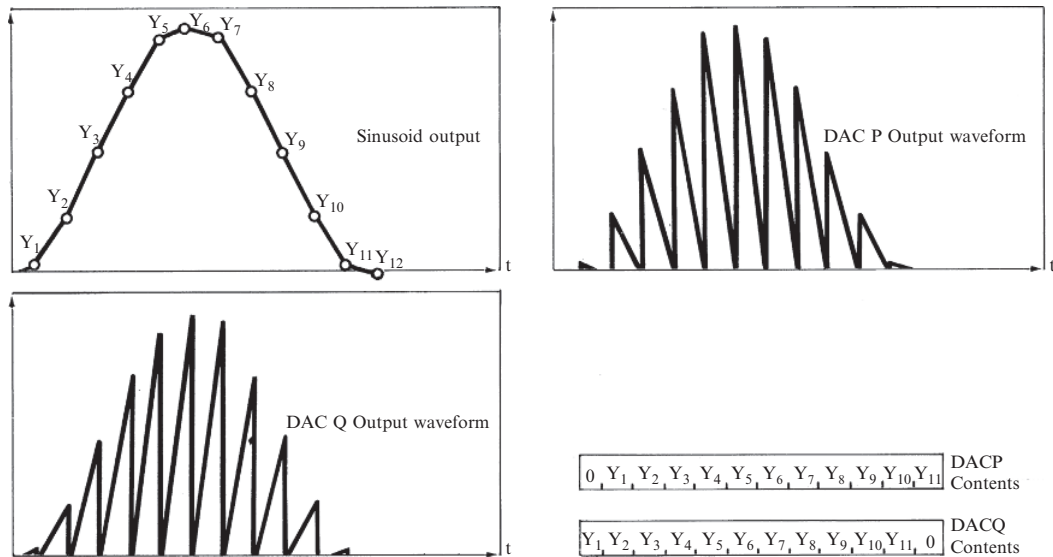 Y5 Y6 Y7
Y4
Y8
Y3
Y9
Sinusoid output
Y2
Y10
Y1
Y11 Y12
t
DAC P Output waveform
t
DAC Q Output waveform
t
0 Y1 Y2 Y3 Y4 Y5 Y6 Y7 Y8 Y9 Y10 Y11
DACP
Contents
Y1 Y2 Y3 Y4 Y5 Y6 Y7 Y8 Y9 Y10 Y11 0
DACQ
Contents